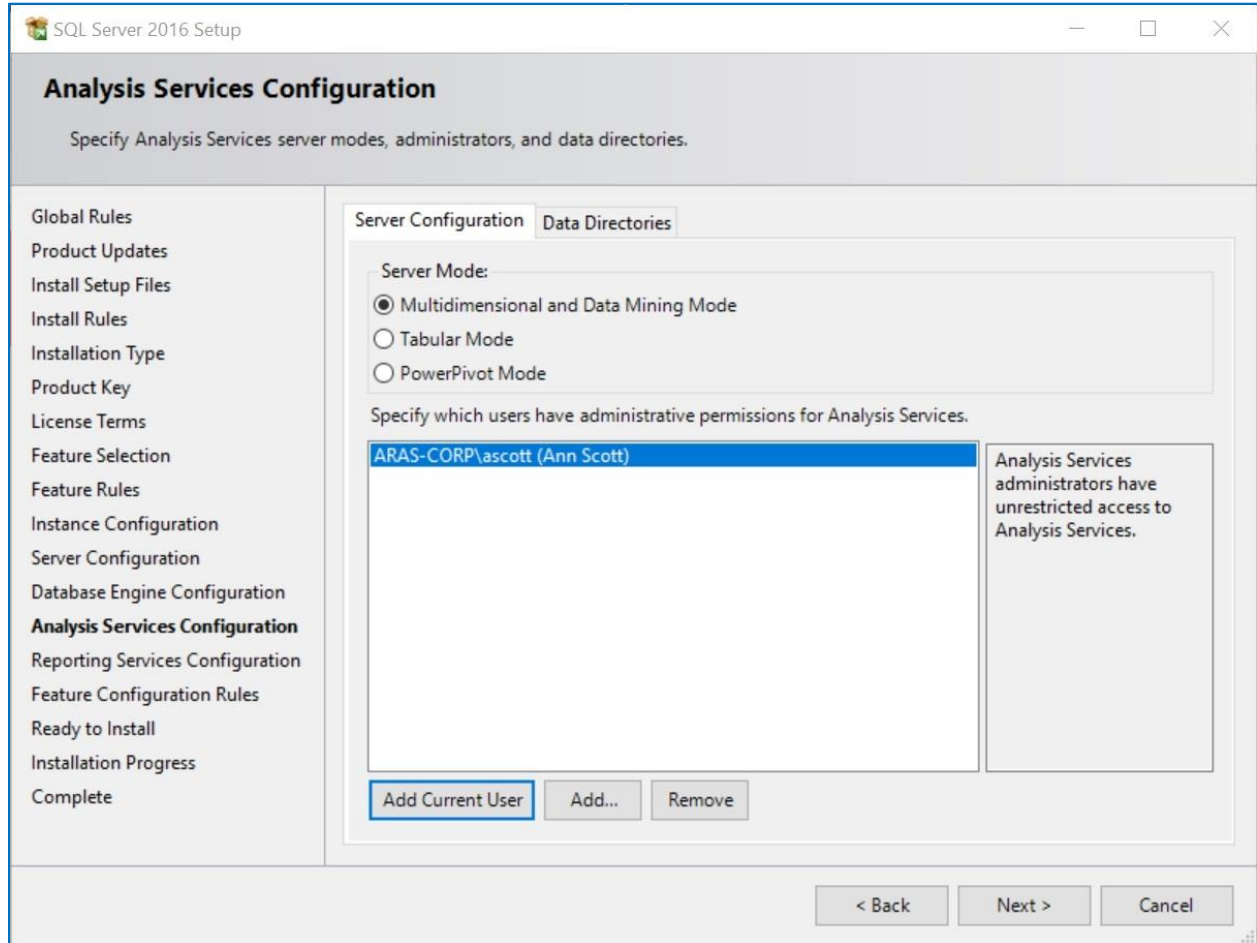 SQL Server 2016 Setup
Analysis Services Configuration
Specify Analysis Services server modes, administrators, and data directories.
Global Rules
Product Updates
Install Setup Files
Install Rules
Installation Type
Product Key
License Terms
Feature Selection
Feature Rules
Instance Configuration
Server Configuration
Database Engine Configuration
Analysis Services Configuration
Reporting Services Configuration
Feature Configuration Rules
Ready to Install
Installation Progress
Complete
Server Configuration
Data Directories
Server Mode:
Multidimensional and Data Mining Mode
Tabular Mode
PowerPivot Mode
Specify which users have administrative permissions for Analysis Services.
ARAS-CORP\ascott (Ann Scott)
Analysis Services
administrators have
unrestricted access to
Analysis Services.
Add Current User
Add...
Remove
< Back
Next >
Cancel